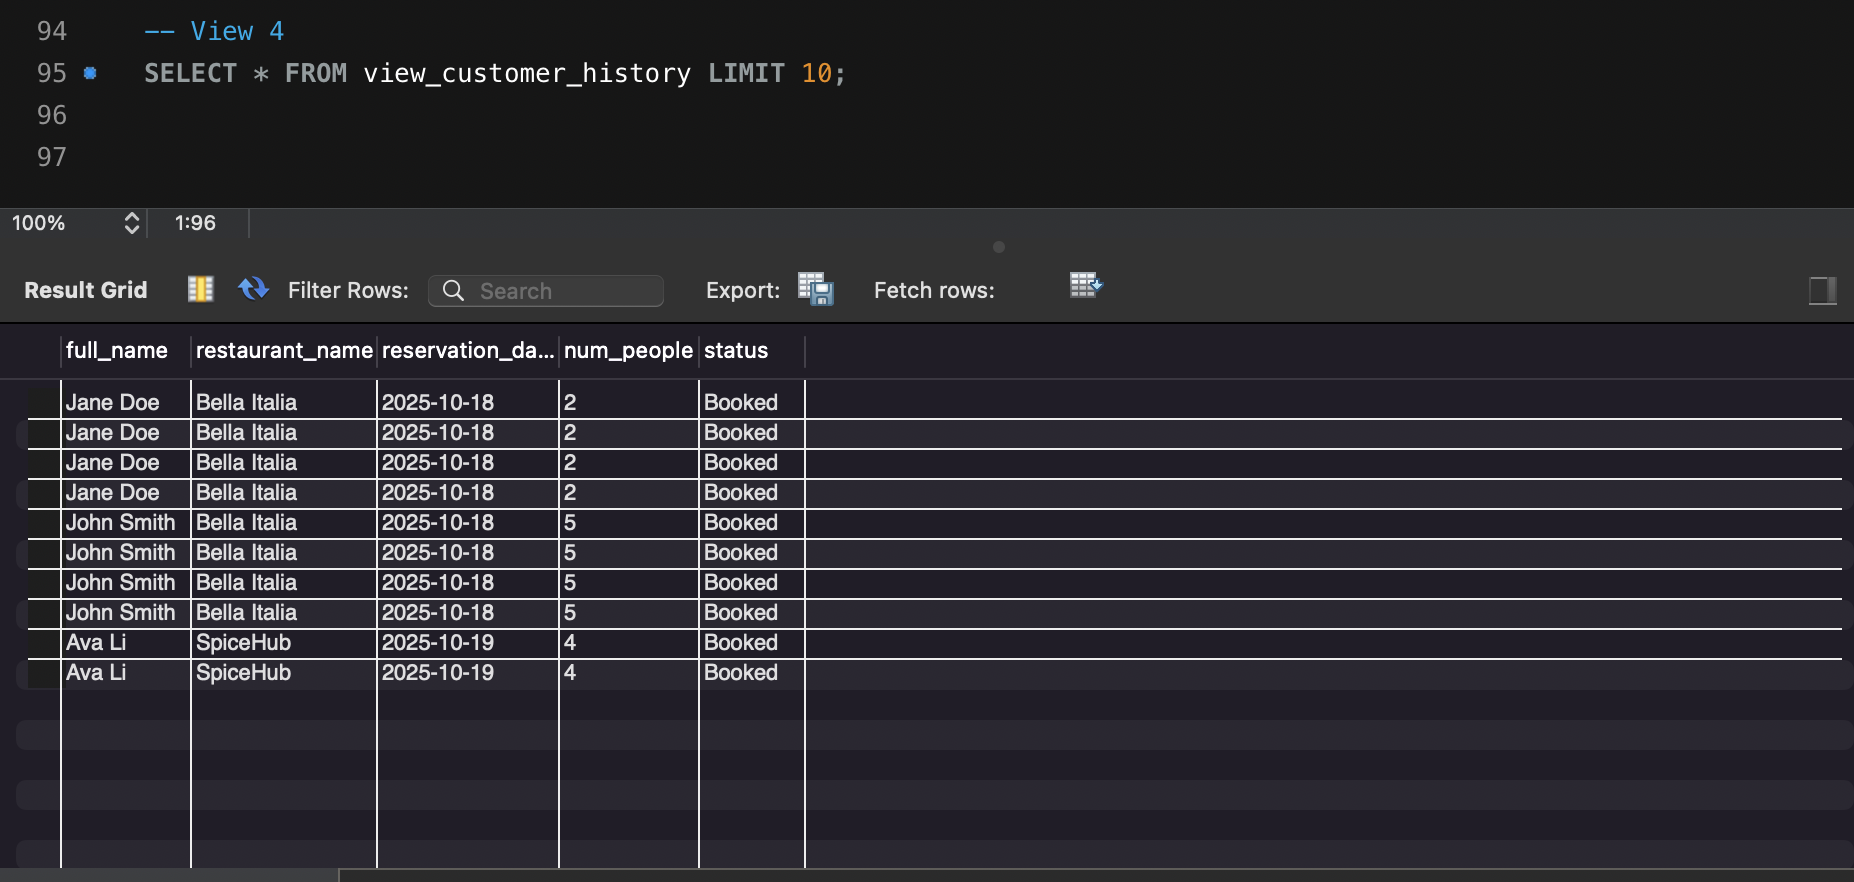 94 -- View 4
95 SELECT * FROM view_customer_history LIMIT 10;
96
97
100% 1:96
Result Grid Filter Rows: Search Export: Fetch rows:
full_name restaurant_name reservation_da... num_people status
Jane Doe Bella Italia 2025-10-18 2 Booked
Jane Doe Bella Italia 2025-10-18 2 Booked
Jane Doe Bella Italia 2025-10-18 2 Booked
Jane Doe Bella Italia 2025-10-18 2 Booked
John Smith Bella Italia 2025-10-18 5 Booked
John Smith Bella Italia 2025-10-18 5 Booked
John Smith Bella Italia 2025-10-18 5 Booked
John Smith Bella Italia 2025-10-18 5 Booked
Ava Li SpiceHub 2025-10-19 4 Booked
Ava Li SpiceHub 2025-10-19 4 Booked